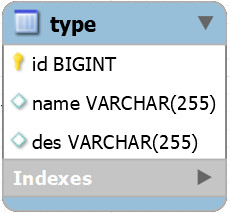 type
id BIGINT
name VARCHAR(255)
des VARCHAR(255)
Indexes